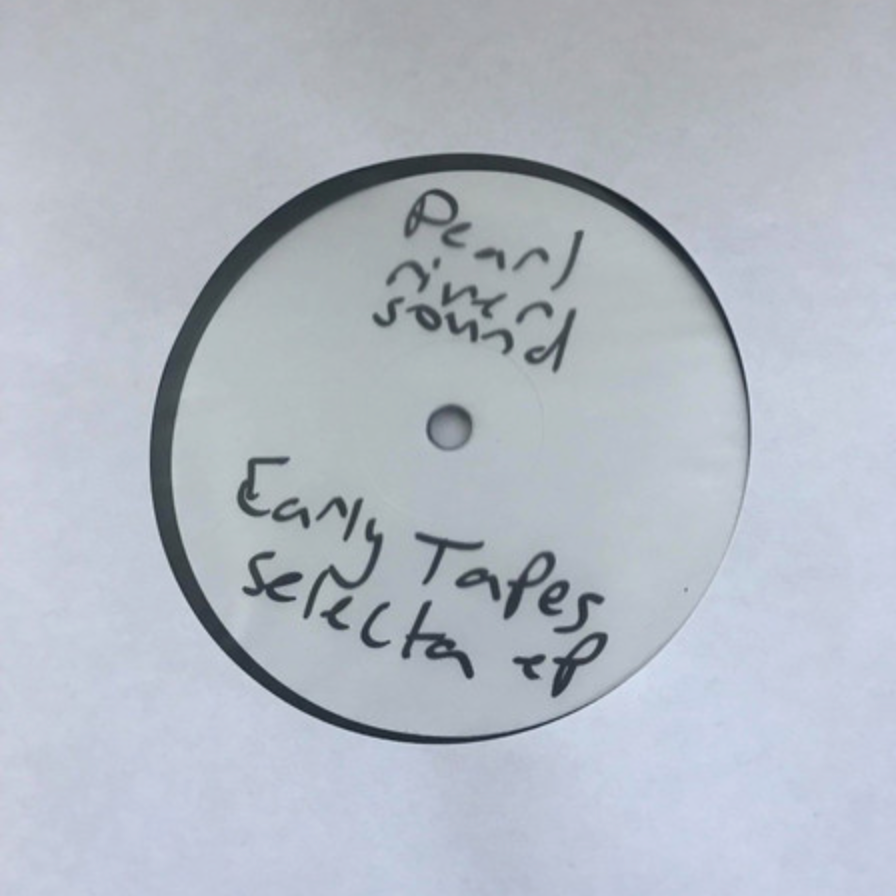 Pearl
river
sound
Early Tapes
selecta eP